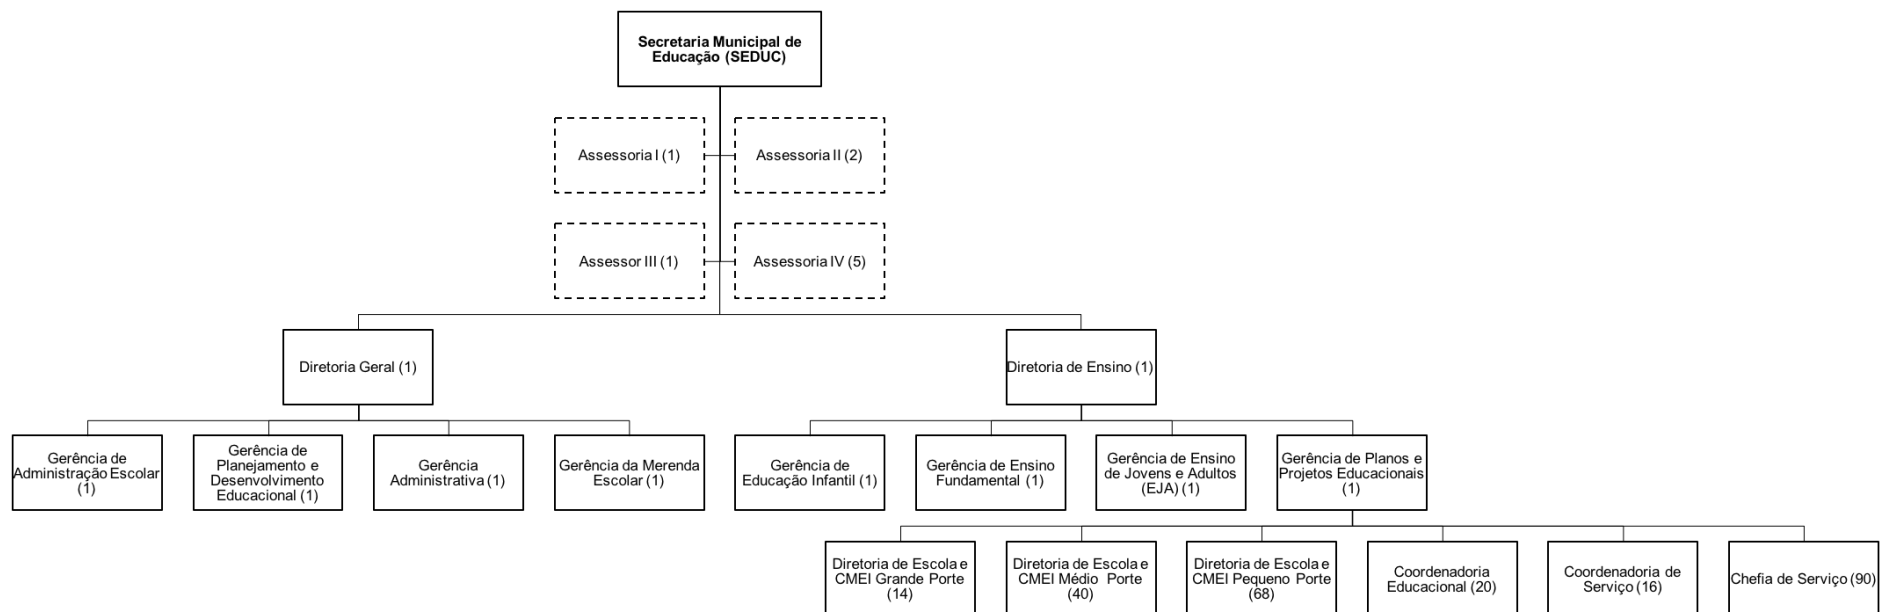 Secretaria Municipal de
Educação (SEDUC)
Assessoria I (1)
Assessoria II (2)
Assessor III (1)
Assessoria IV (5)
Diretoria Geral (1)
Diretoria de Ensino (1)
Gerência de
Administração Escolar
(1)
Gerência de
Planejamento e
Desenvolvimento
Educacional (1)
Gerência
Administrativa (1)
Gerência da Merenda
Escolar (1)
Gerência de
Educação Infantil (1)
Gerência de Ensino
Fundamental (1)
Gerência de Ensino
de Jovens e Adultos
(EJA) (1)
Gerência de Planos e
Projetos Educacionais
(1)
Diretoria de Escola e
CMEI Grande Porte
(14)
Diretoria de Escola e
CMEI Médio Porte
(40)
Diretoria de Escola e
CMEI Pequeno Porte
(68)
Coordenadoria
Educacional (20)
Coordenadoria de
Serviço (16)
Chefia de Serviço (90)